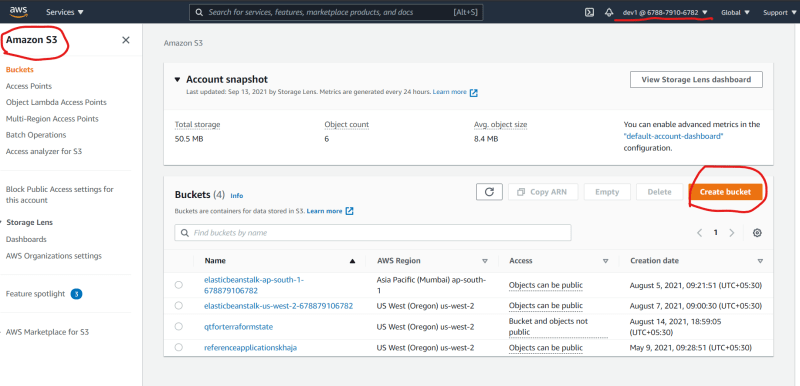 aws
Services ▼
Search for services, features, marketplace products, and docs
[Alt+S]
dev1 @ 6788-7910-6782 ▼
Global ▼
Support ▼
Amazon S3
Buckets
Access Points
Object Lambda Access Points
Multi-Region Access Points
Batch Operations
Access analyzer for S3
Block Public Access settings for
this account
Storage Lens
Dashboards
AWS Organizations settings
Feature spotlight 3
AWS Marketplace for S3
Amazon S3
Account snapshot
Last updated: Sep 13, 2021 by Storage Lens. Metrics are generated every 24 hours. Learn more
View Storage Lens dashboard
Total storage
50.5 MB
Object count
6
Avg. object size
8.4 MB
You can enable advanced metrics in the
"default-account-dashboard"
configuration.
Buckets (4) Info
Buckets are containers for data stored in S3. Learn more
Copy ARN
Empty
Delete
Create bucket
Find buckets by name
1
Name
AWS Region
Access
Creation date
elasticbeanstalk-ap-south-1-
678879106782
Asia Pacific (Mumbai) ap-south-
1
Objects can be public
August 5, 2021, 09:21:51 (UTC+05:30)
elasticbeanstalk-us-west-2-678879106782
US West (Oregon) us-west-2
Objects can be public
August 7, 2021, 09:00:30 (UTC+05:30)
qtforterraformstate
US West (Oregon) us-west-2
Bucket and objects not
public
August 14, 2021, 18:59:05
(UTC+05:30)
referenceapplicationskhaja
US West (Oregon) us-west-2
Objects can be public
May 9, 2021, 09:28:51 (UTC+05:30)